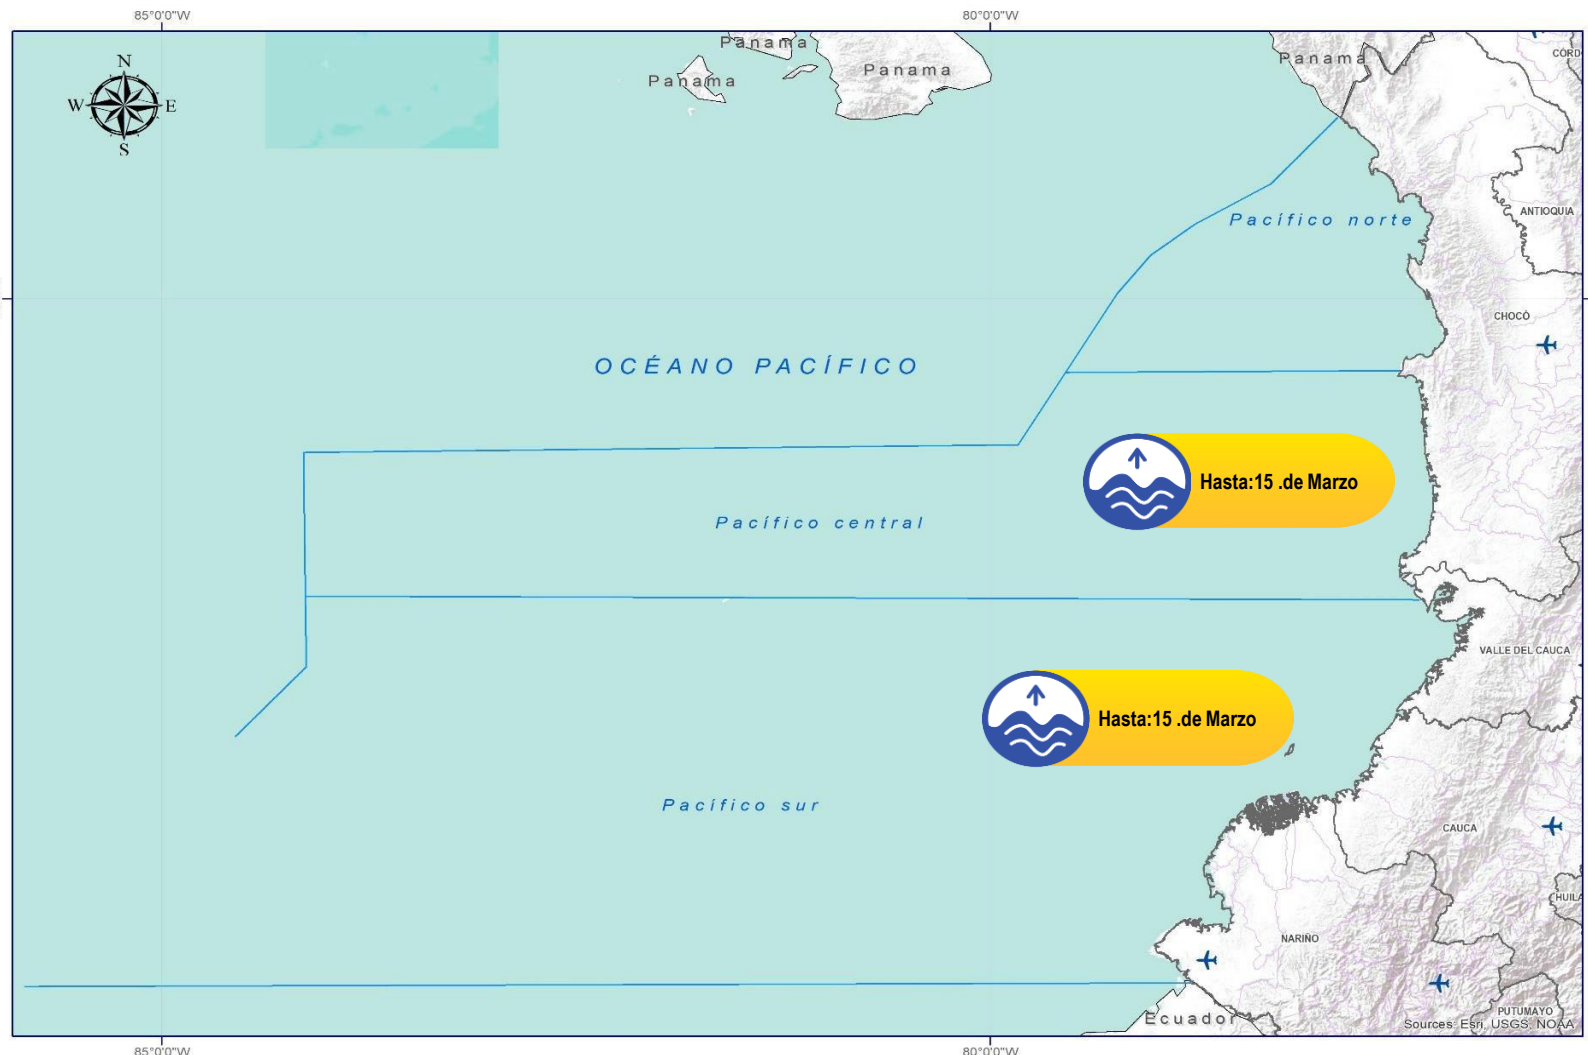 85°0'0"W
80°0'0"W
N
W
E
S
Panama
Panama
Panama
Panama
CÓRD
ANTIOQUIA
Pacífico norte
CHOCÓ
OCÉANO PACÍFICO
Hasta:15 .de Marzo
Pacífico central
VALLE DEL CAUCA
Hasta:15 .de Marzo
Pacífico sur
CAUCA
HUILA
NARIÑO
PUTUMAYO
Ecuador
Sources: Esri, USGS, NOAA
85°0'0"W
80°0'0"W